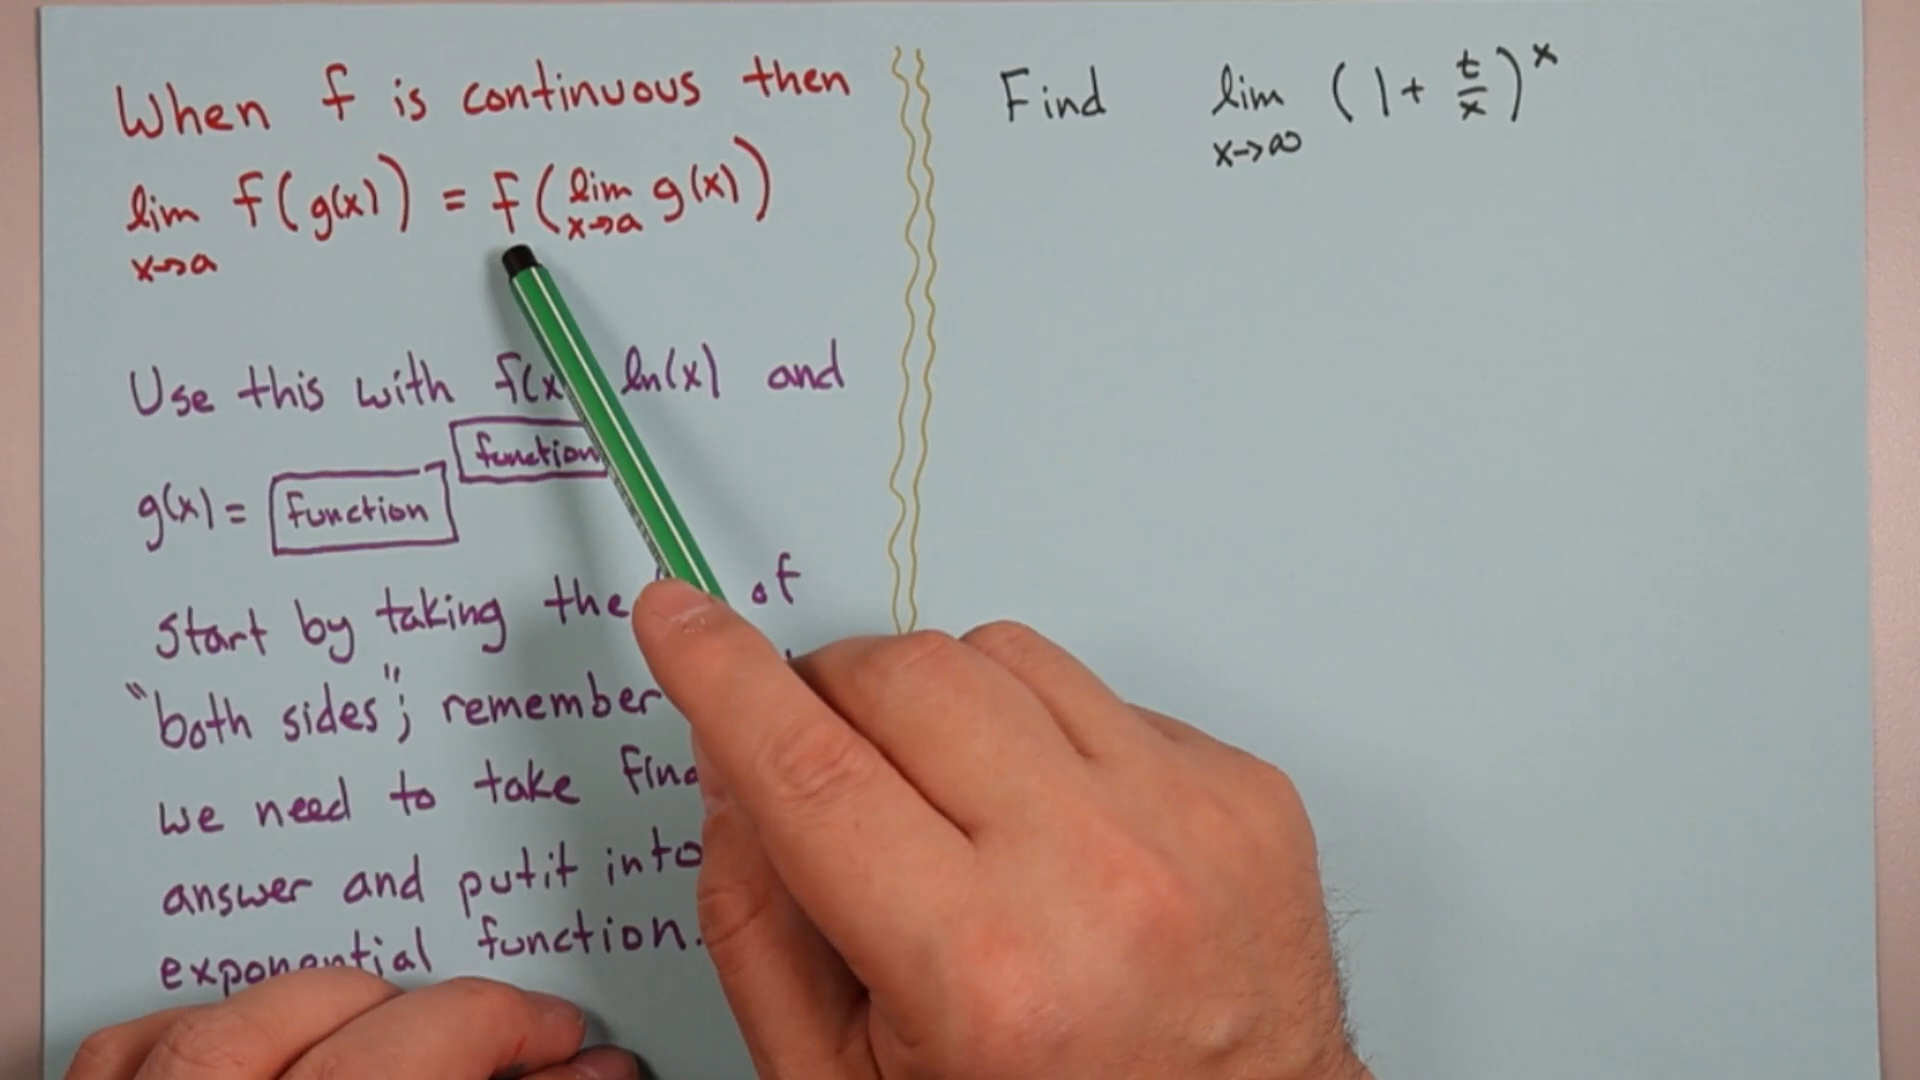 When f is continuous then
lim f(g(x)) = f(lim g(x))
x→a x→a
Use this with f(x ln(x) and
g(x) = Function function
Start by taking the of
"both sides"; remember
we need to take
answer and put it into
exponential function.
Find lim (1 + t/x)^x
x→∞